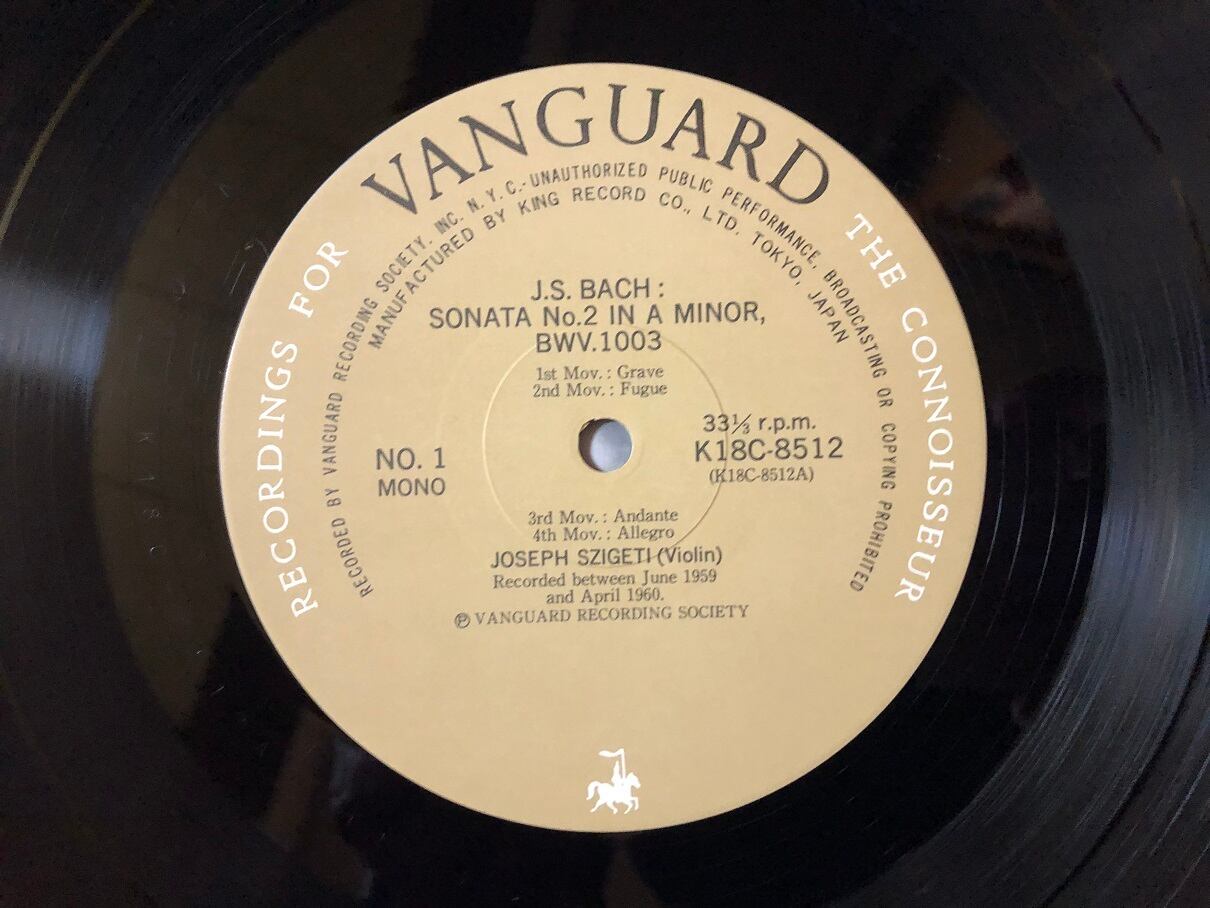 VANGUARD
RECORDINGS FOR THE CONNOISSEUR
RECORDED BY VANGUARD RECORDING SOCIETY, INC. N. Y. C.-UNAUTHORIZED PUBLIC PERFORMANCE, BROADCASTING OR COPYING PROHIBITED
MANUFACTURED BY KING RECORD CO., LTD. TOKYO, JAPAN
J.S. BACH :
SONATA No.2 IN A MINOR,
BWV.1003
1st Mov. : Grave
2nd Mov. : Fugue
33⅓ r.p.m.
K18C-8512
(K18C-8512A)
NO. 1
MONO
3rd Mov. : Andante
4th Mov. : Allegro
JOSEPH SZIGETI (Violin)
Recorded between June 1959
and April 1960.
℗ VANGUARD RECORDING SOCIETY